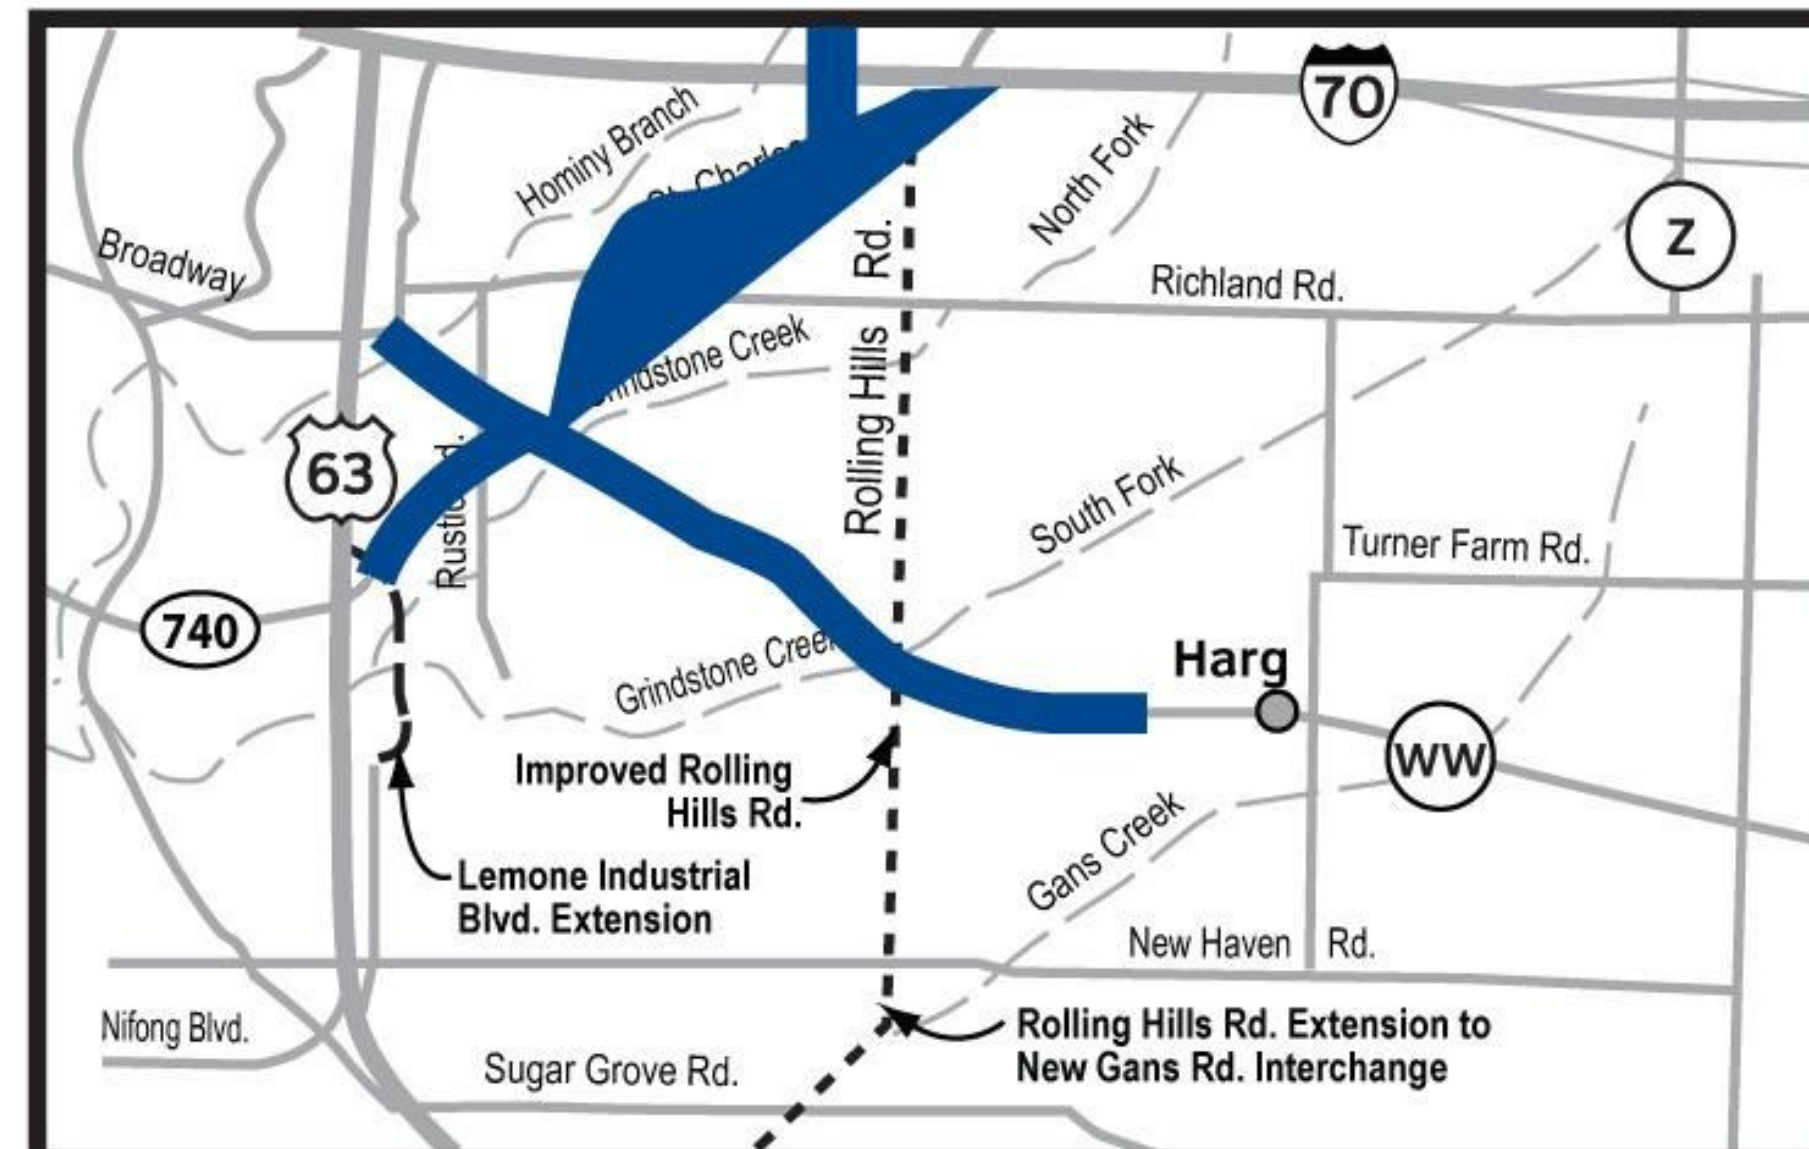 70
Hominy Branch
North Fork
Z
Broadway
Rolling Hills Rd.
Richland Rd.
Creek
63
South Fork
Turner Farm Rd.
740
Grindstone
Harg
WW
Improved Rolling
Hills Rd.
Gans Creek
Lemone Industrial
Blvd. Extension
New Haven Rd.
Nifong Blvd.
Rolling Hills Rd. Extension to
New Gans Rd. Interchange
Sugar Grove Rd.